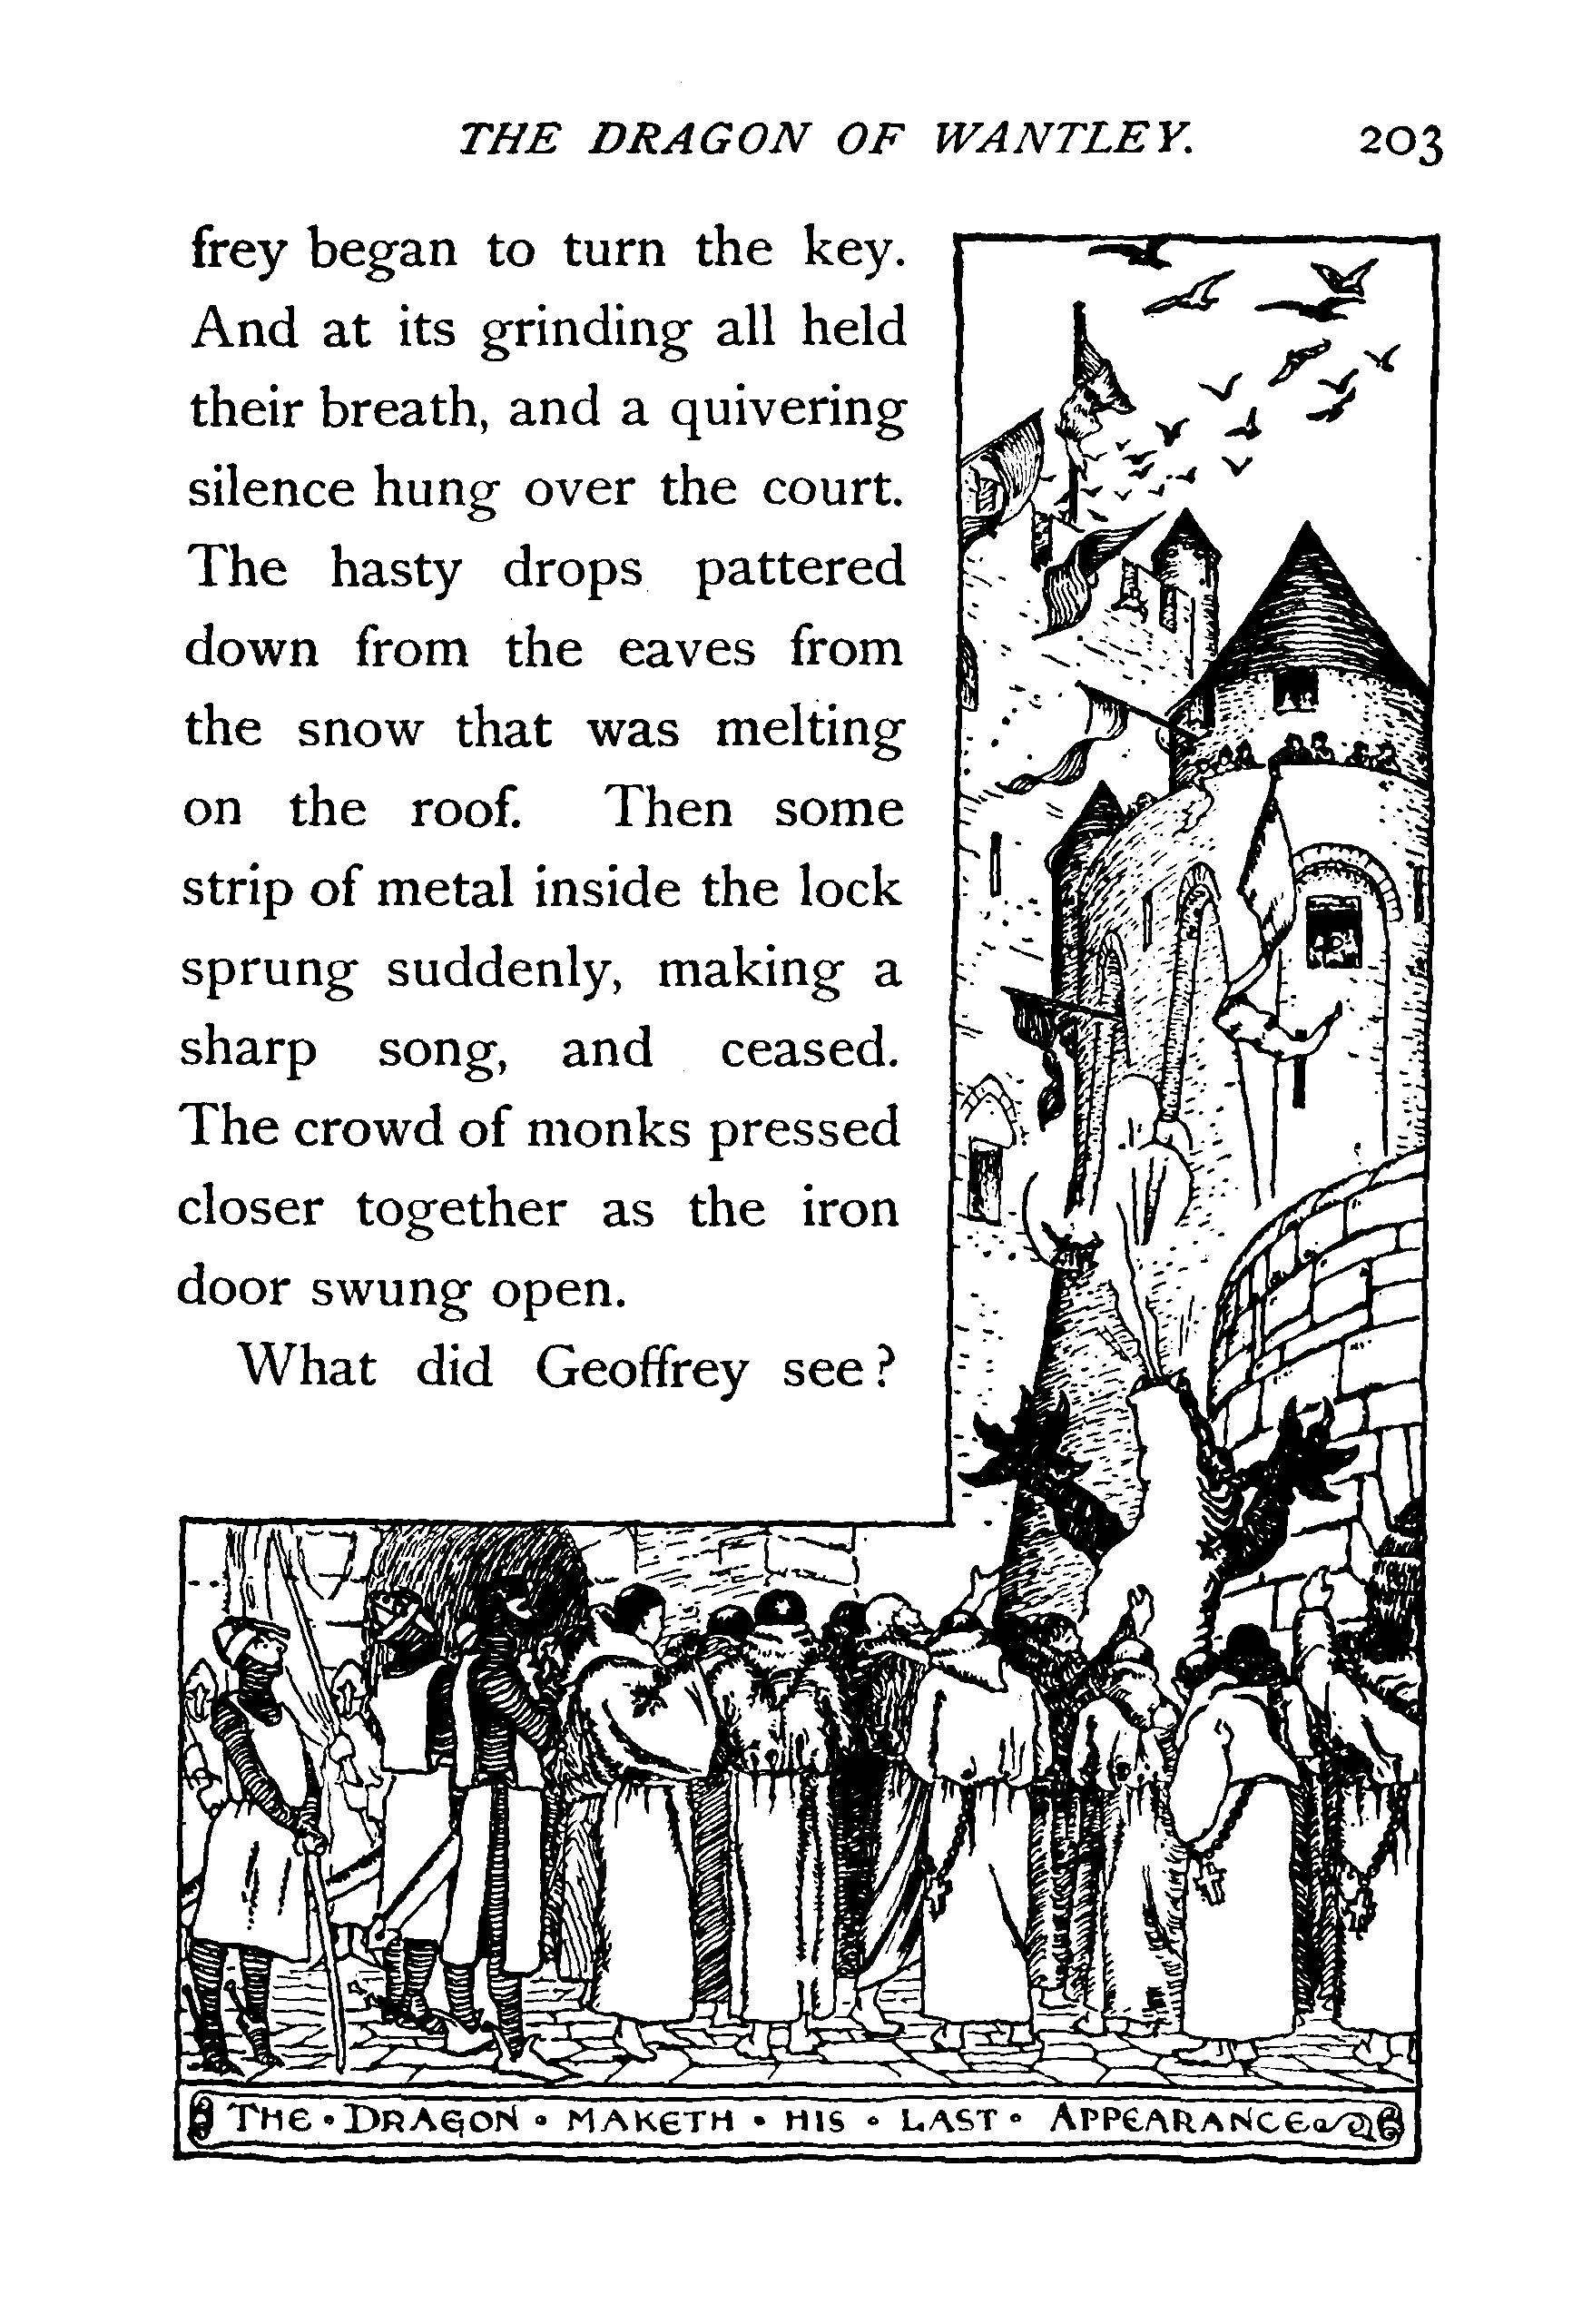 THE DRAGON OF WANTLEY. 203
frey began to turn the key.
And at its grinding all held
their breath, and a quivering
silence hung over the court.
The hasty drops pattered
down from the eaves from
the snow that was melting
on the roof. Then some
strip of metal inside the lock
sprung suddenly, making a
sharp song, and ceased.
The crowd of monks pressed
closer together as the iron
door swung open.
What did Geoffrey see?
THE • DRAGON • MAKETH • HIS • LAST • APPEARANCE